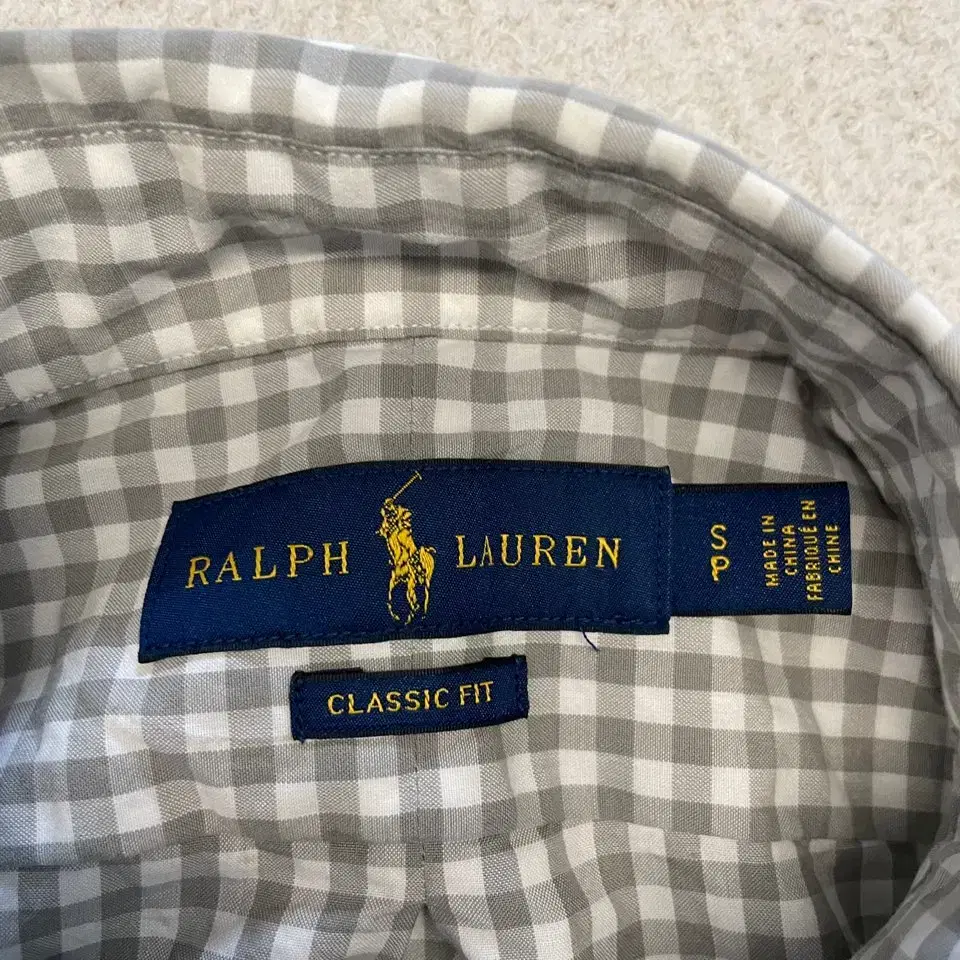 RALPH LAUREN
S
P
MADE IN
CHINA
FABRIQUÉ EN
CHINE
CLASSIC FIT